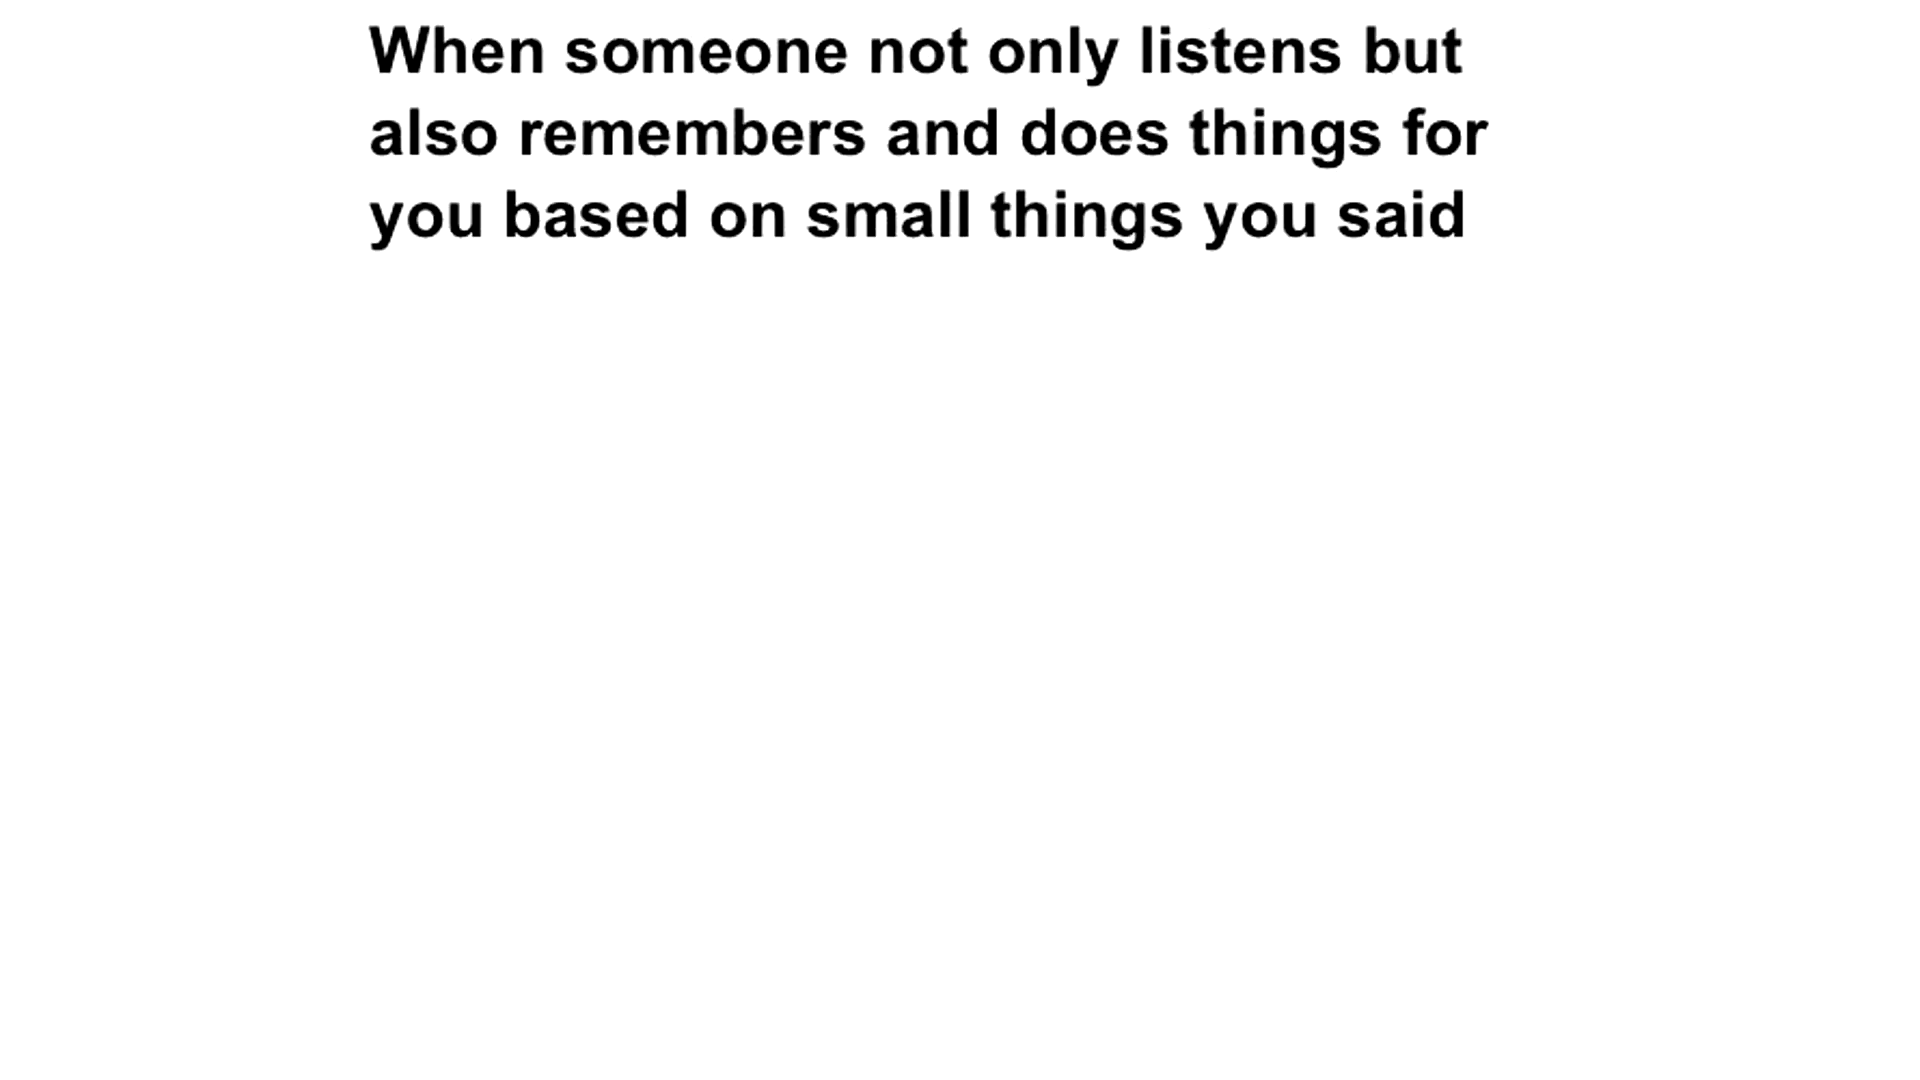 When someone not only listens but
also remembers and does things for
you based on small things you said